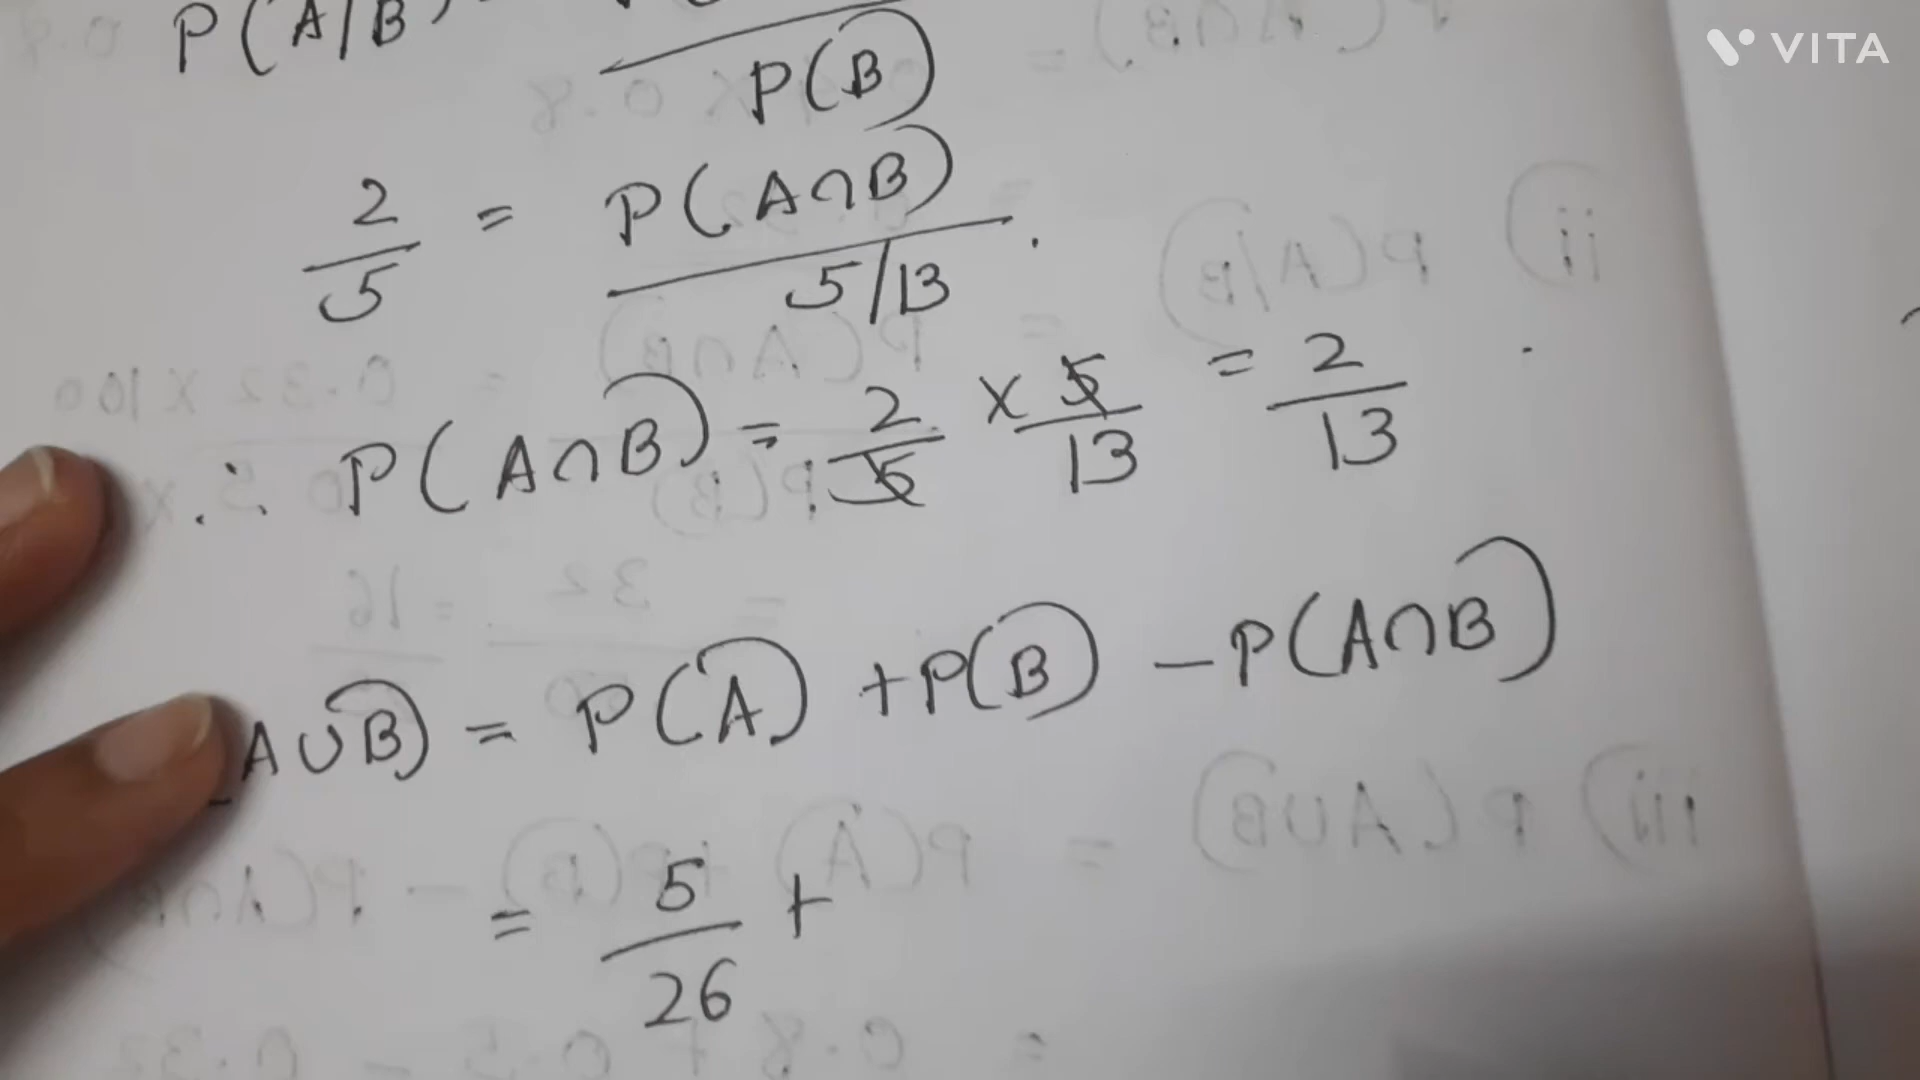 P(A/B)
P(B)
2/5 = P(A∩B) / 5/13 .
∴ P(A∩B) = 2/5 × 5/13 = 2/13
A∪B) = P(A) + P(B) − P(A∩B)
= 5/26 +
VITA